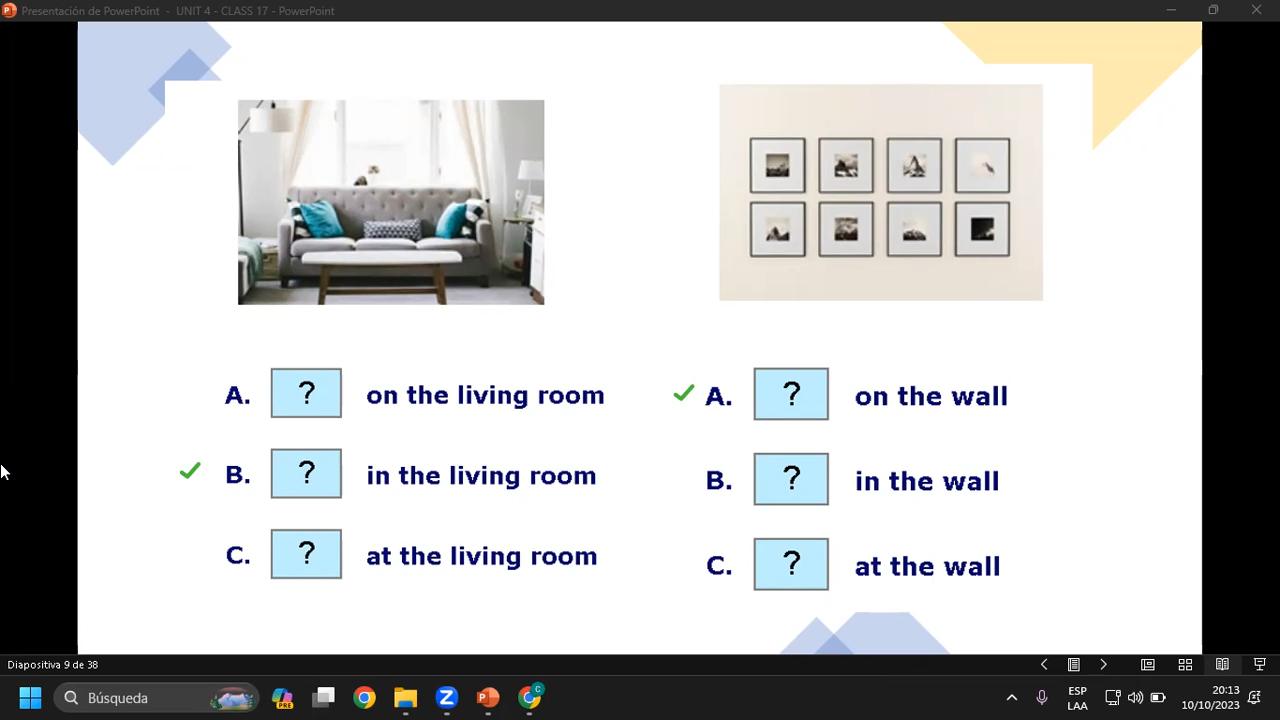 Presentación de PowerPoint - UNIT 4 - CLASS 17 - PowerPoint
A. ? on the living room
B. ? in the living room
C. ? at the living room
A. ? on the wall
B. ? in the wall
C. ? at the wall
Diapositiva 9 de 38
Búsqueda
PRE
C
ESP
LAA
20:13
10/10/2023